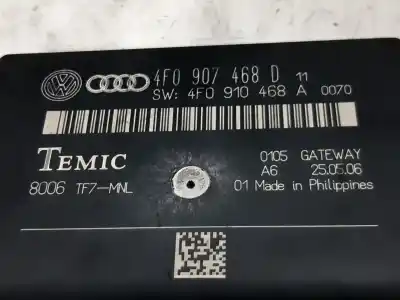 4F0 907 468 D 11
SW: 4F0 910 468 A 0070
TEMIC
0105 GATEWAY
A6 25.05.06
8006 TF7-MNL
01 Made in Philippines